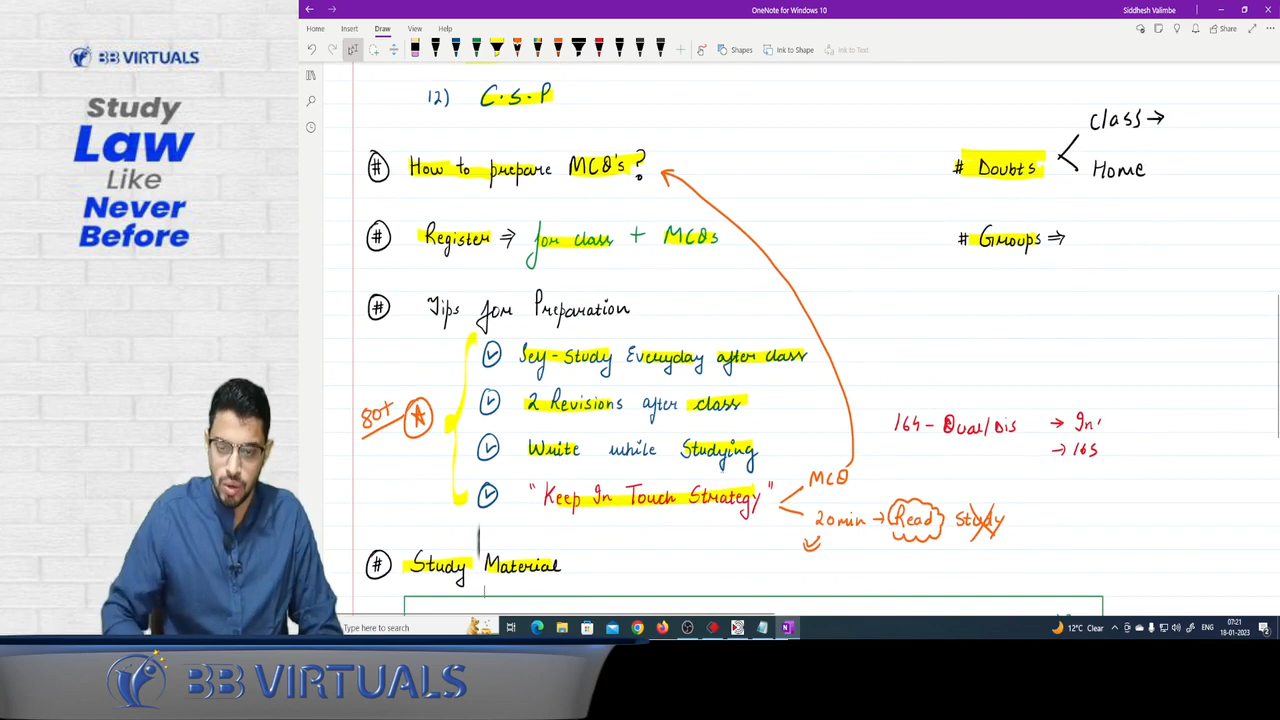 OneNote for Windows 10
Siddhesh Valimbe
Home Insert Draw View Help
Share
Shapes
Ink to Shape
Ink to Text
BB VIRTUALS
Study
Law
Like
Never
Before
12) C.S.P
# How to prepare MCQ's ?
# Register ⇒ for class + MCQs
# Tips for Preparation
Sey-Study Everyday after class
2 Revisions after class
Write while Studying
"Keep In Touch Strategy"
MCQ
20min → Read Study
80+
# Study Material
# Doubts
Class →
Home
# Groups ⇒
164 - Dual/Dis → In
→ 165
Type here to search
12°C Clear
ENG
07:21
18-01-2023
BB VIRTUALS